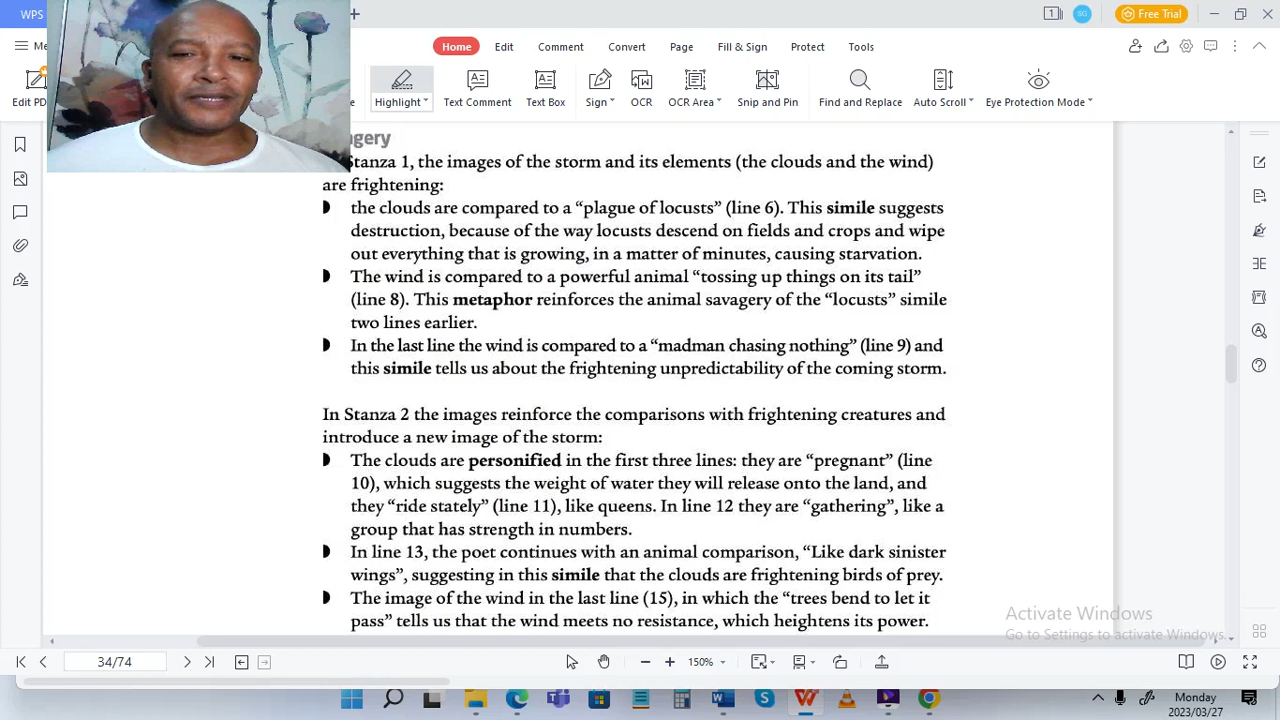 WPS
+
1
SG
Free Trial
Me
Home
Edit
Comment
Convert
Page
Fill & Sign
Protect
Tools
Edit PD
Highlight
Text Comment
Text Box
Sign
OCR
OCR Area
Snip and Pin
Find and Replace
Auto Scroll
Eye Protection Mode
agery
Stanza 1, the images of the storm and its elements (the clouds and the wind)
are frightening:
the clouds are compared to a “plague of locusts” (line 6). This simile suggests
destruction, because of the way locusts descend on fields and crops and wipe
out everything that is growing, in a matter of minutes, causing starvation.
The wind is compared to a powerful animal “tossing up things on its tail”
(line 8). This metaphor reinforces the animal savagery of the “locusts” simile
two lines earlier.
In the last line the wind is compared to a “madman chasing nothing” (line 9) and
this simile tells us about the frightening unpredictability of the coming storm.
In Stanza 2 the images reinforce the comparisons with frightening creatures and
introduce a new image of the storm:
The clouds are personified in the first three lines: they are “pregnant” (line
10), which suggests the weight of water they will release onto the land, and
they “ride stately” (line 11), like queens. In line 12 they are “gathering”, like a
group that has strength in numbers.
In line 13, the poet continues with an animal comparison, “Like dark sinister
wings”, suggesting in this simile that the clouds are frightening birds of prey.
The image of the wind in the last line (15), in which the “trees bend to let it
pass” tells us that the wind meets no resistance, which heightens its power.
Activate Windows
Go to Settings to activate Windows.
34/74
150%
Monday
2023/03/27